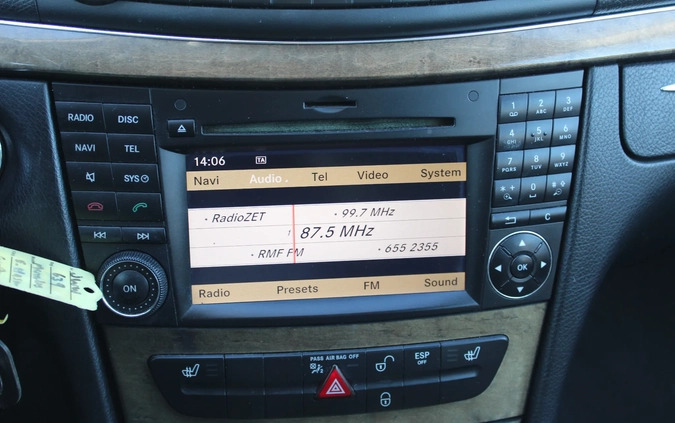 RADIO DISC
NAVI TEL
SYS
ON
14:06 TA
Navi Audio Tel Video System
RadioZET 99.7 MHz
1 87.5 MHz
RMF FM 655 2355
Radio Presets FM Sound
1 2 ABC 3 DEF
4 GHI 5 JKL 6 MNO
7 PQRS 8 TUV 9 WXYZ
* + 0 #
C
OK
PASS AIR BAG OFF
ESP
OFF
638